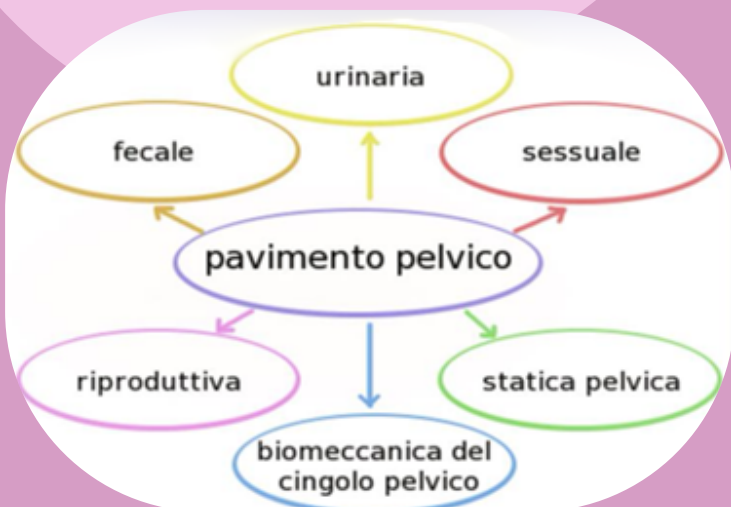 urinaria
fecale
sessuale
pavimento pelvico
riproduttiva
statica pelvica
biomeccanica del
cingolo pelvico